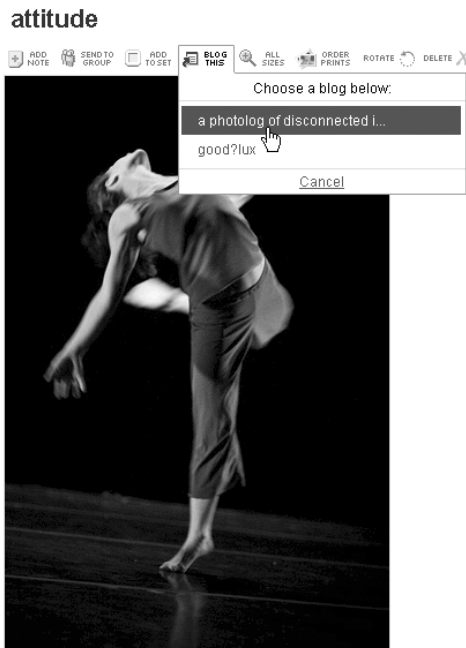 attitude
ADD NOTE SEND TO GROUP ADD TO SET BLOG THIS ALL SIZES ORDER PRINTS ROTATE DELETE
Choose a blog below:
a photolog of disconnected i...
good?lux
Cancel